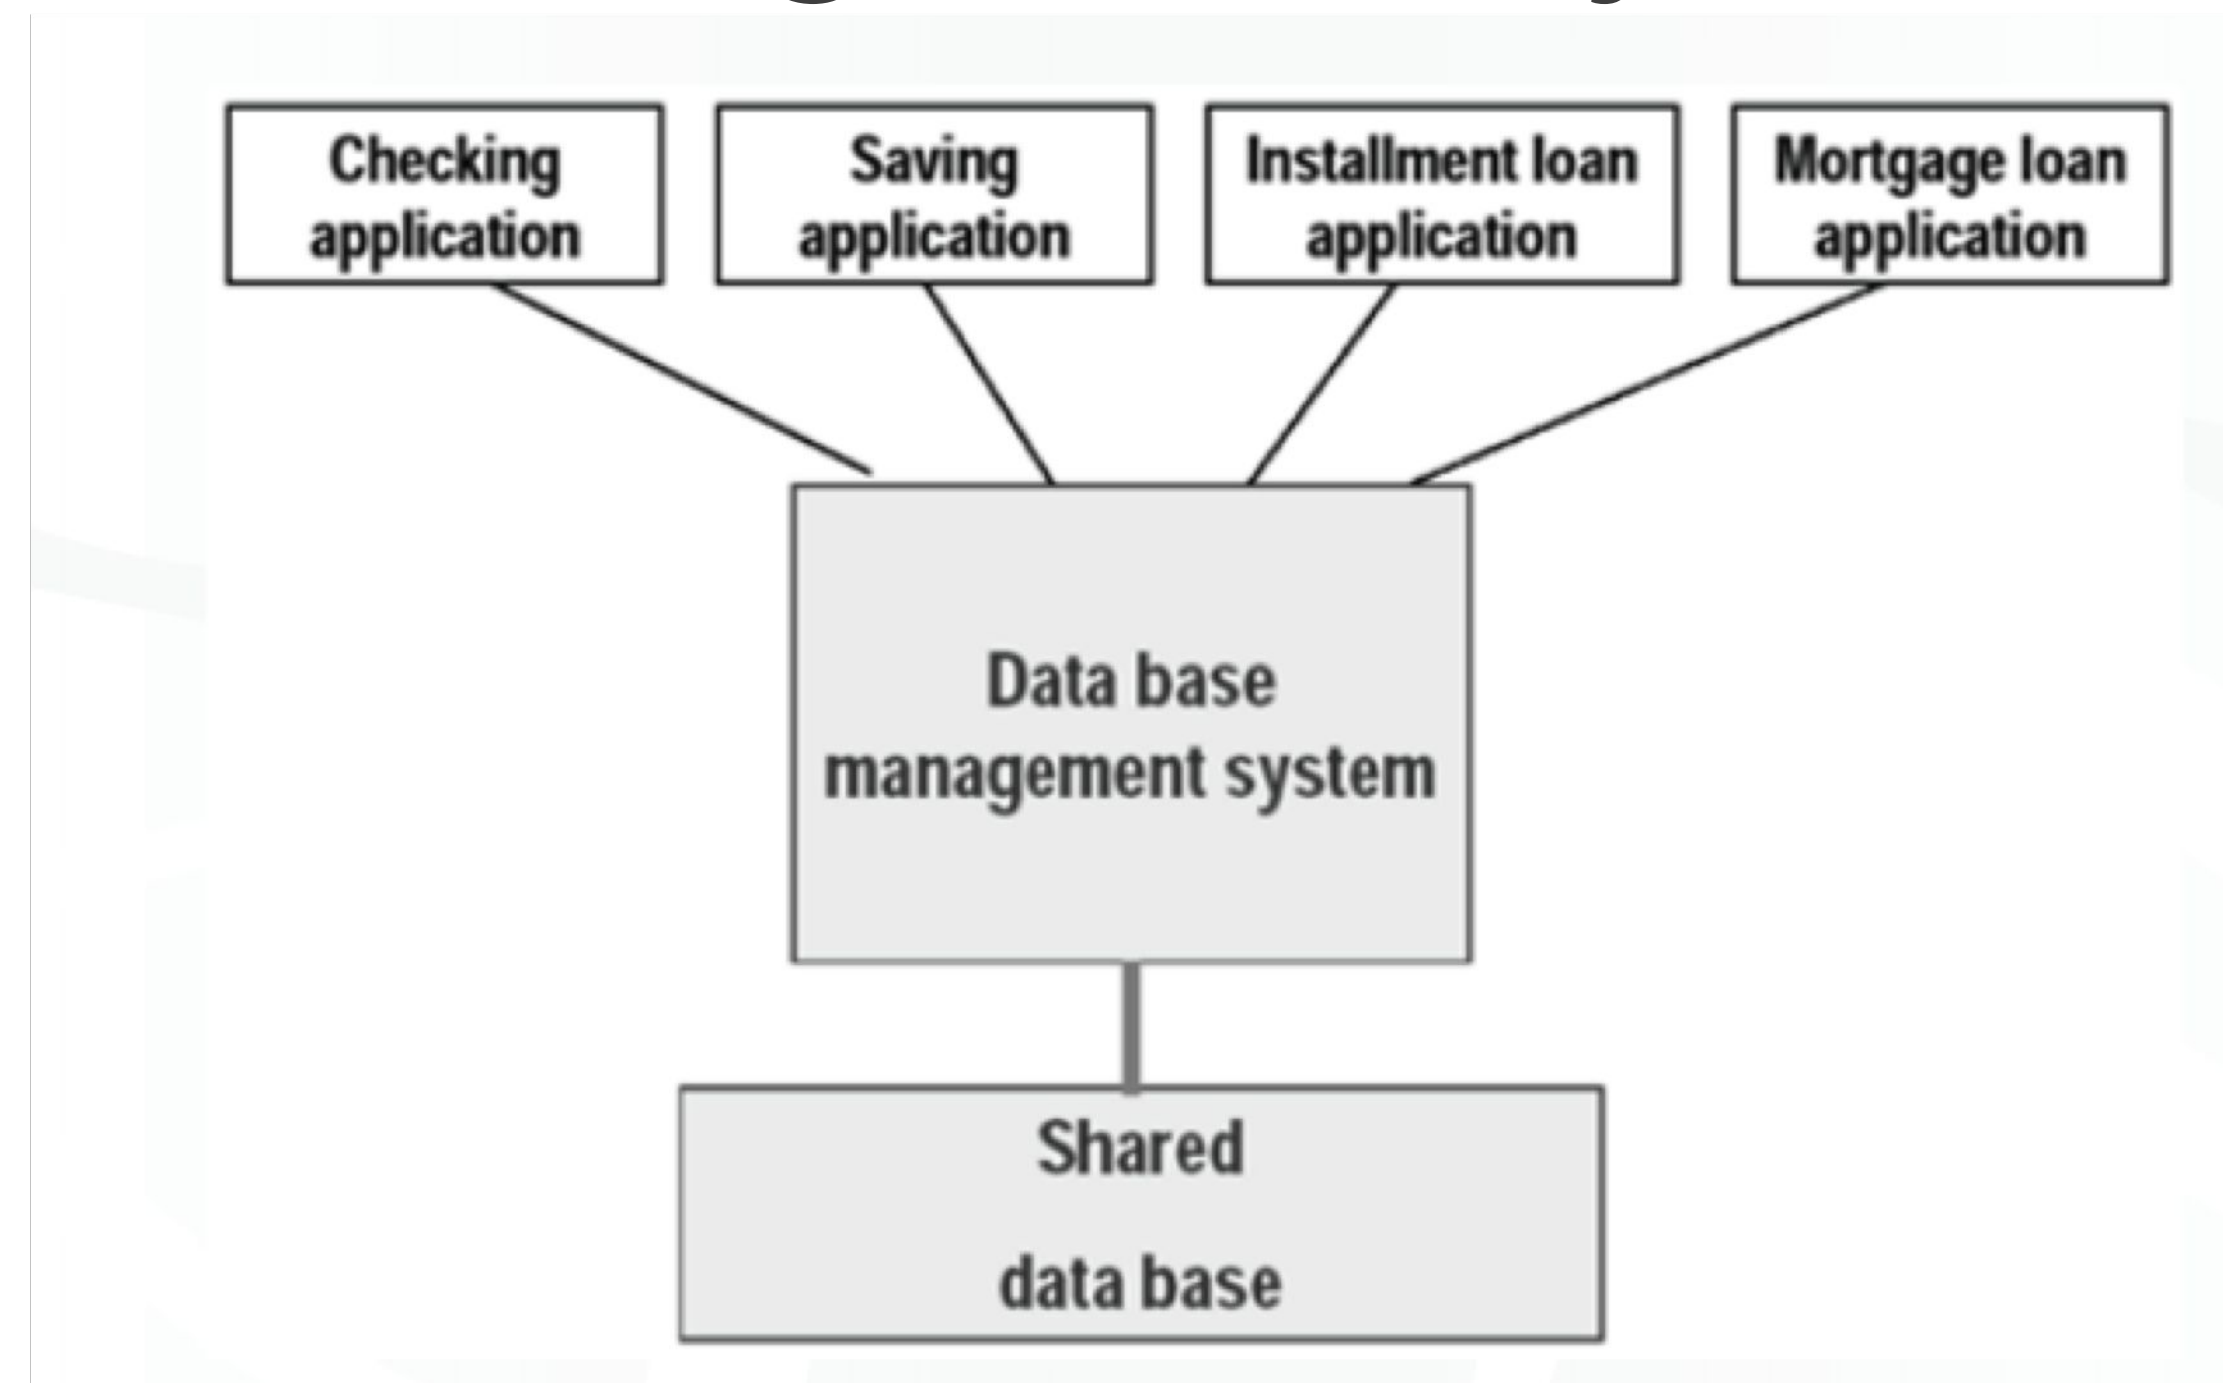 Checking
application
Saving
application
Installment loan
application
Mortgage loan
application
Data base
management system
Shared
data base